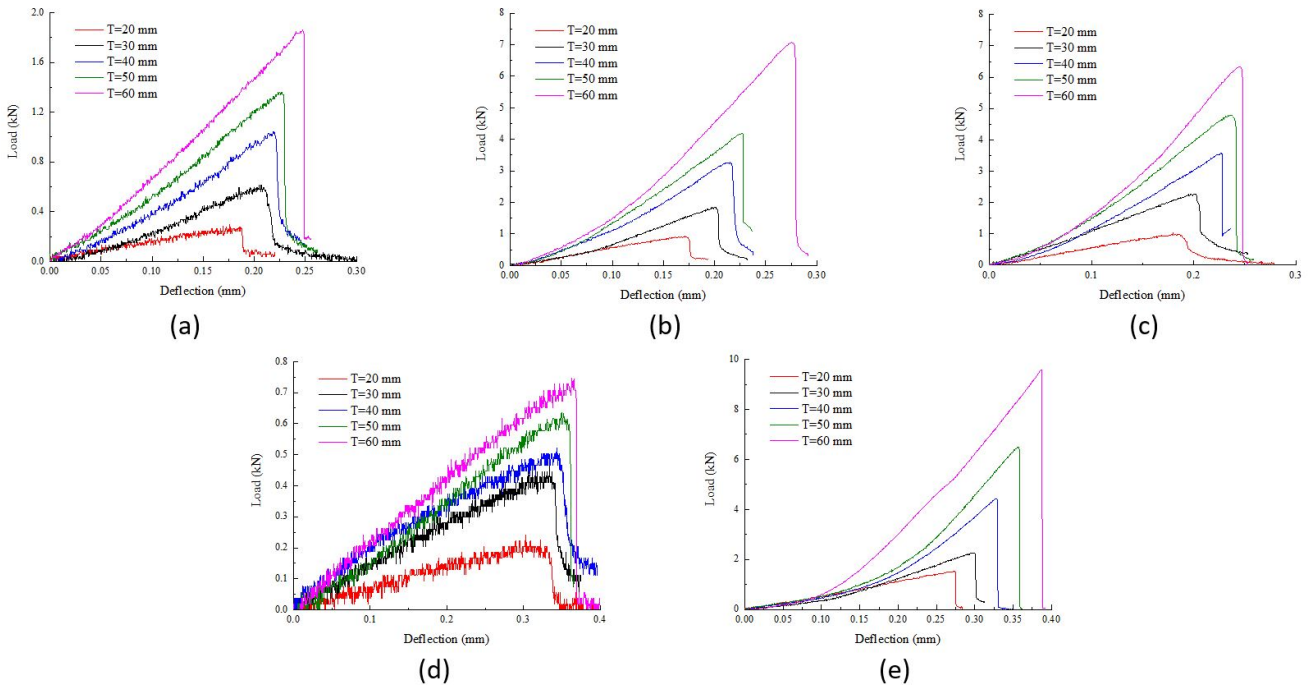 2.0
1.6
1.2
0.8
0.4
0.0
Load (kN)
T=20 mm
T=30 mm
T=40 mm
T=50 mm
T=60 mm
0.00 0.05 0.10 0.15 0.20 0.25 0.30
Deflection (mm)
(a)
8
7
6
5
4
3
2
1
0
Load (kN)
T=20 mm
T=30 mm
T=40 mm
T=50 mm
T=60 mm
0.00 0.05 0.10 0.15 0.20 0.25 0.30
Deflection (mm)
(b)
8
6
4
2
0
Load (kN)
T=20 mm
T=30 mm
T=40 mm
T=50 mm
T=60 mm
0.0 0.1 0.2 0.3
Deflection (mm)
(c)
0.8
0.7
0.6
0.5
0.4
0.3
0.2
0.1
0.0
Load (kN)
T=20 mm
T=30 mm
T=40 mm
T=50 mm
T=60 mm
0.0 0.1 0.2 0.3 0.4
Deflection (mm)
(d)
10
8
6
4
2
0
Load (kN)
T=20 mm
T=30 mm
T=40 mm
T=50 mm
T=60 mm
0.00 0.05 0.10 0.15 0.20 0.25 0.30 0.35 0.40
Deflection (mm)
(e)